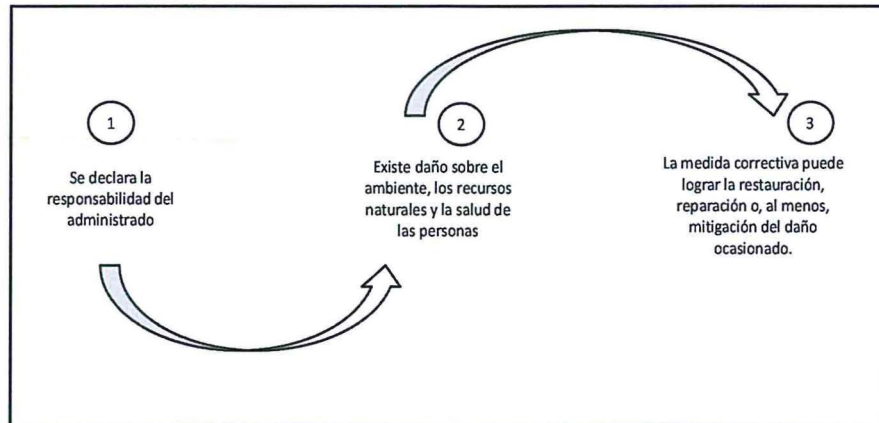 1
Se declara la
responsabilidad del
administrado
2
Existe daño sobre el
ambiente, los recursos
naturales y la salud de
las personas
3
La medida correctiva puede
lograr la restauración,
reparación o, al menos,
mitigación del daño
ocasionado.